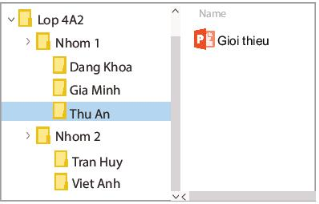 Lop 4A2
Nhom 1
Dang Khoa
Gia Minh
Thu An
Nhom 2
Tran Huy
Viet Anh
Name
Gioi thieu